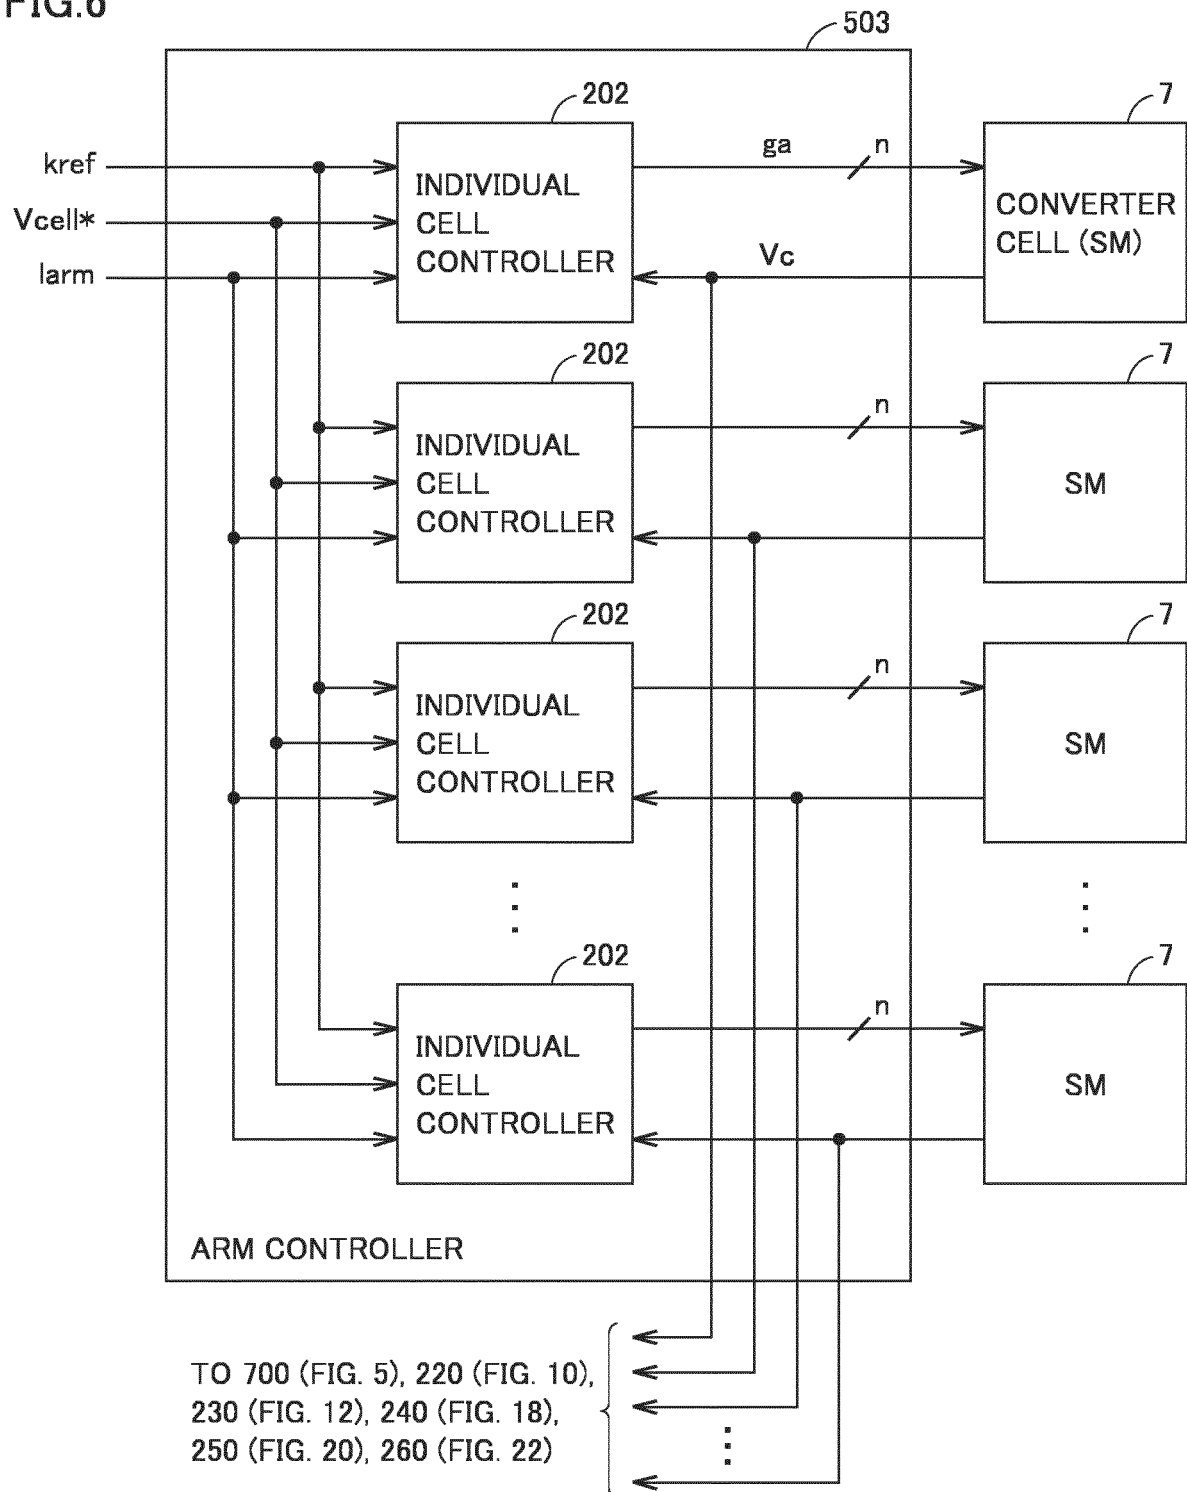 FIG.6
503
202
7
kref
ga
n
INDIVIDUAL
CELL
CONTROLLER
CONVERTER
CELL (SM)
Vcell*
Iarm
Vc
202
7
n
INDIVIDUAL
CELL
CONTROLLER
SM
202
7
n
INDIVIDUAL
CELL
CONTROLLER
SM
202
7
n
INDIVIDUAL
CELL
CONTROLLER
SM
ARM CONTROLLER
TO 700 (FIG. 5), 220 (FIG. 10),
230 (FIG. 12), 240 (FIG. 18),
250 (FIG. 20), 260 (FIG. 22)